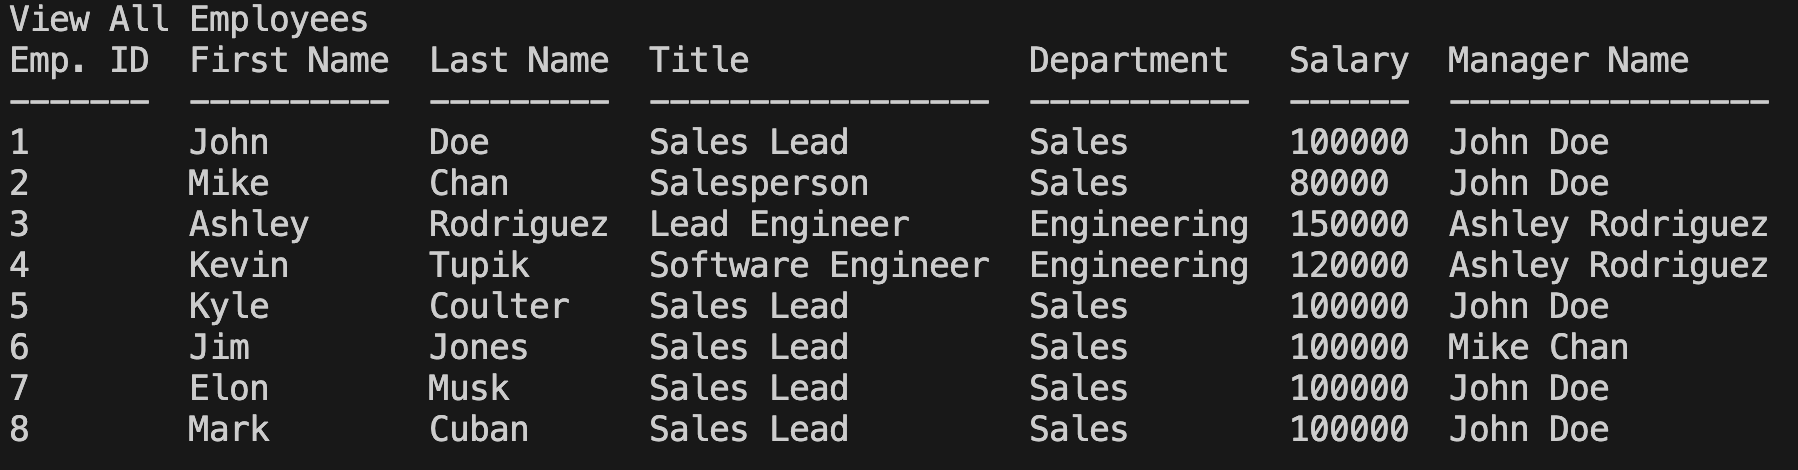 View All Employees
Emp. ID  First Name  Last Name  Title              Department   Salary  Manager Name
-------  ----------  ---------  -----------------  -----------  ------  ----------------
1        John        Doe        Sales Lead         Sales        100000  John Doe
2        Mike        Chan       Salesperson        Sales        80000   John Doe
3        Ashley      Rodriguez  Lead Engineer      Engineering  150000  Ashley Rodriguez
4        Kevin       Tupik      Software Engineer  Engineering  120000  Ashley Rodriguez
5        Kyle        Coulter    Sales Lead         Sales        100000  John Doe
6        Jim         Jones      Sales Lead         Sales        100000  Mike Chan
7        Elon        Musk       Sales Lead         Sales        100000  John Doe
8        Mark        Cuban      Sales Lead         Sales        100000  John Doe